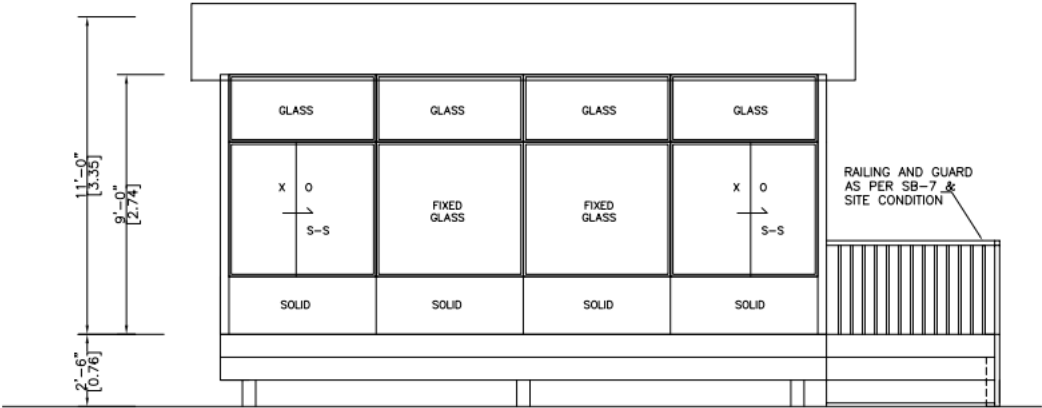 GLASS GLASS GLASS GLASS
11'-0"
[3.35]
9'-0"
[2.74]
RAILING AND GUARD
AS PER SB-7 &
SITE CONDITION
X O
S-S
FIXED
GLASS
FIXED
GLASS
X O
S-S
SOLID SOLID SOLID SOLID
2'-6"
[0.76]